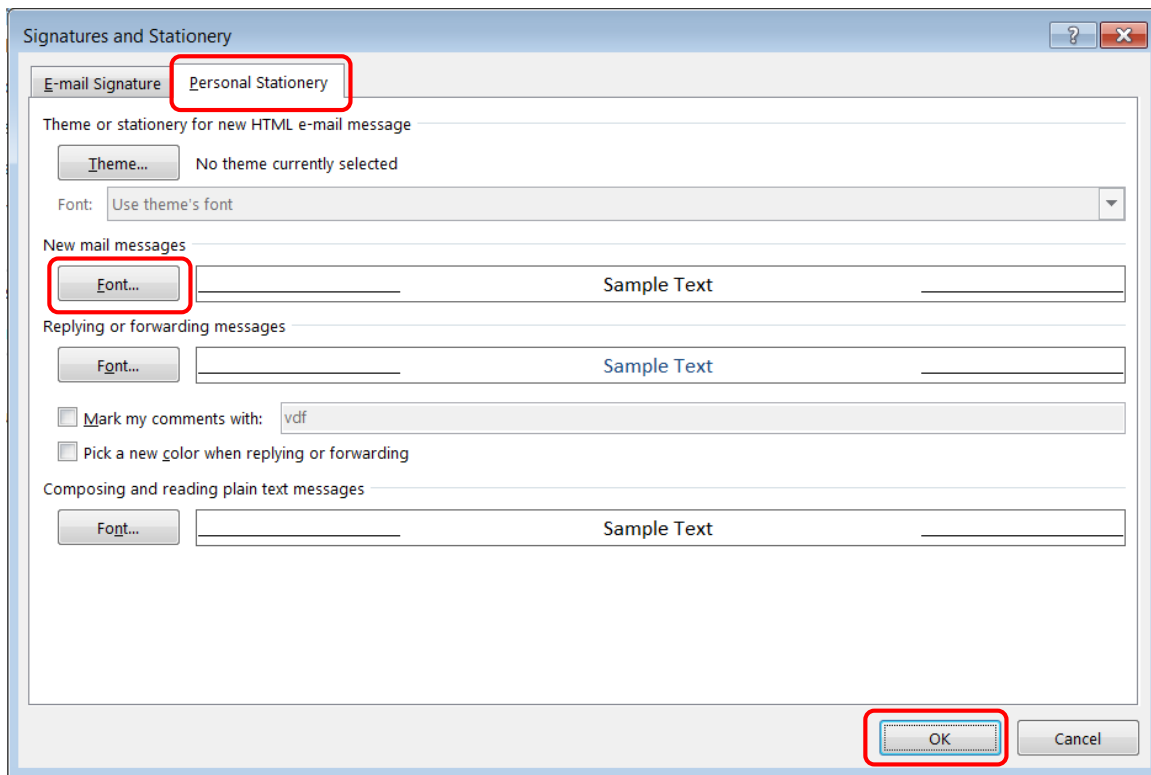 Signatures and Stationery
E-mail Signature Personal Stationery
Theme or stationery for new HTML e-mail message
Theme... No theme currently selected
Font: Use theme's font
New mail messages
Font... Sample Text
Replying or forwarding messages
Font... Sample Text
Mark my comments with: vdf
Pick a new color when replying or forwarding
Composing and reading plain text messages
Font... Sample Text
OK Cancel